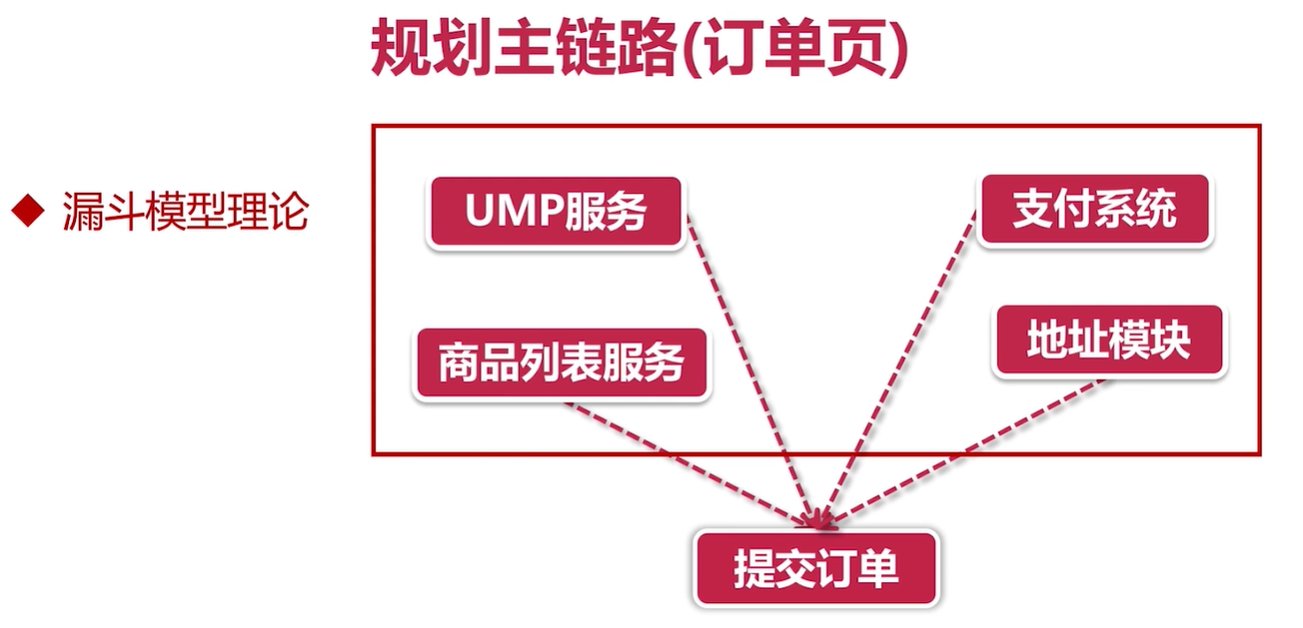 规划主链路(订单页)
漏斗模型理论
UMP服务
支付系统
商品列表服务
地址模块
提交订单